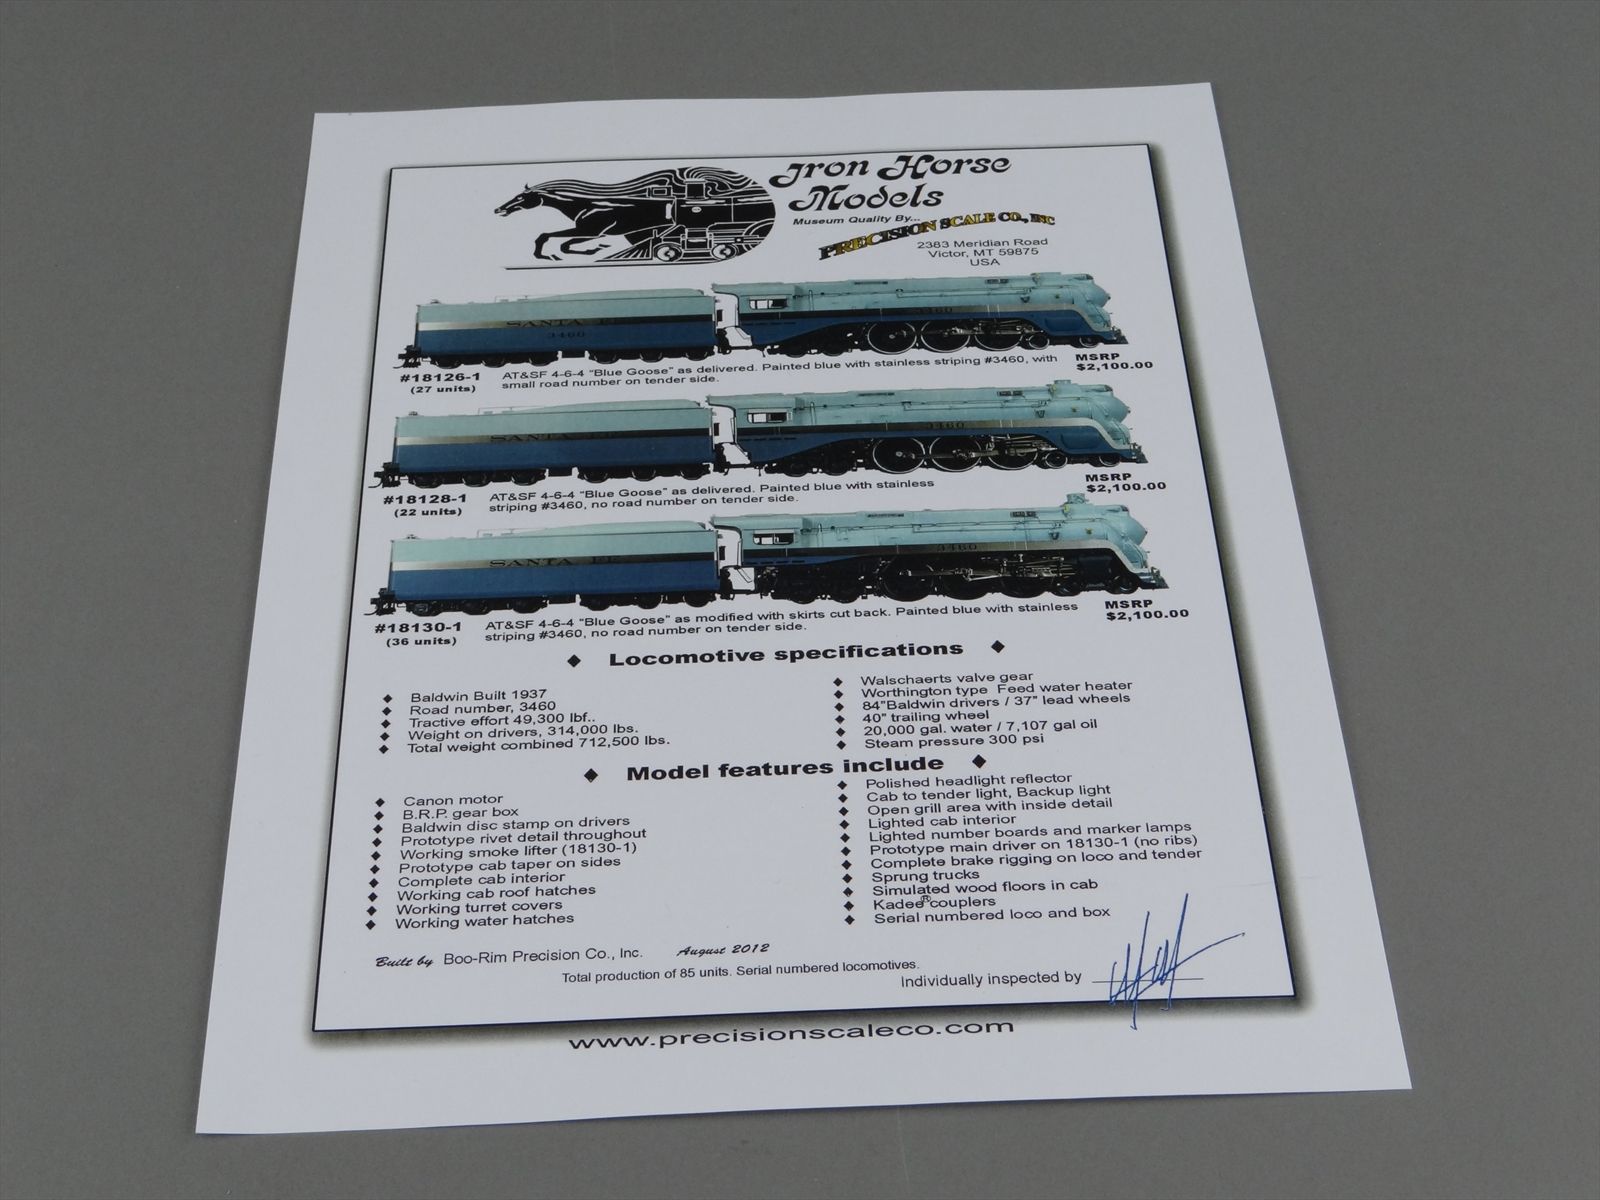 Iron Horse
Models
Museum Quality By...
PRECISION SCALE CO., INC
2383 Meridian Road
Victor, MT 59875
USA
SANTA FE
3460
3460
#18126-1
(27 units)
AT&SF 4-6-4 "Blue Goose" as delivered. Painted blue with stainless striping #3460, with
small road number on tender side.
MSRP
$2,100.00
SANTA FE
3460
#18128-1
(22 units)
AT&SF 4-6-4 "Blue Goose" as delivered. Painted blue with stainless
striping #3460, no road number on tender side.
MSRP
$2,100.00
SANTA FE
3460
#18130-1
(36 units)
AT&SF 4-6-4 "Blue Goose" as modified with skirts cut back. Painted blue with stainless
striping #3460, no road number on tender side.
MSRP
$2,100.00
◆ Locomotive specifications ◆
◆ Baldwin Built 1937
◆ Road number, 3460
◆ Tractive effort 49,300 lbf..
◆ Weight on drivers, 314,000 lbs.
◆ Total weight combined 712,500 lbs.
◆ Walschaerts valve gear
◆ Worthington type Feed water heater
◆ 84"Baldwin drivers / 37" lead wheels
◆ 40" trailing wheel
◆ 20,000 gal. water / 7,107 gal oil
◆ Steam pressure 300 psi
◆ Model features include ◆
◆ Canon motor
◆ B.R.P. gear box
◆ Baldwin disc stamp on drivers
◆ Prototype rivet detail throughout
◆ Working smoke lifter (18130-1)
◆ Prototype cab taper on sides
◆ Complete cab interior
◆ Working cab roof hatches
◆ Working turret covers
◆ Working water hatches
◆ Polished headlight reflector
◆ Cab to tender light, Backup light
◆ Open grill area with inside detail
◆ Lighted cab interior
◆ Lighted number boards and marker lamps
◆ Prototype main driver on 18130-1 (no ribs)
◆ Complete brake rigging on loco and tender
◆ Sprung trucks
◆ Simulated wood floors in cab
◆ Kadee® couplers
◆ Serial numbered loco and box
Built by Boo-Rim Precision Co., Inc. August 2012
Total production of 85 units. Serial numbered locomotives.
Individually inspected by
www.precisionscaleco.com